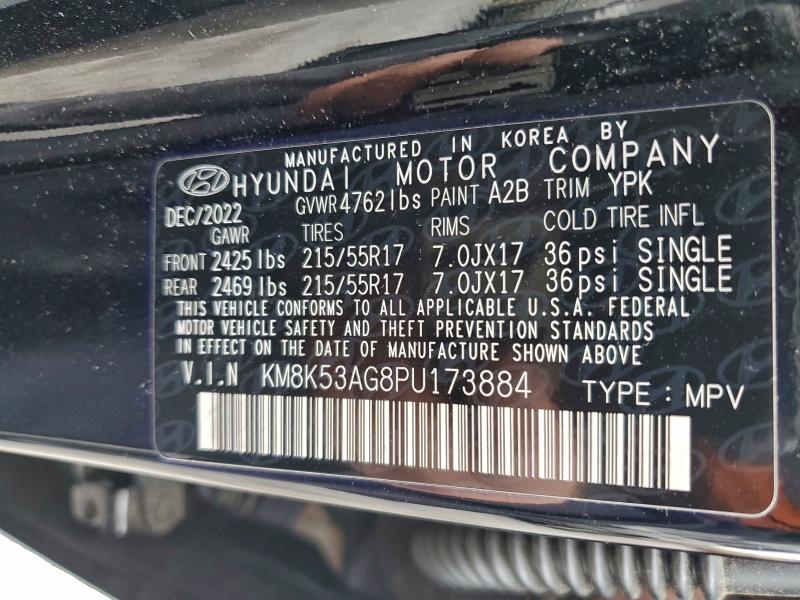 MANUFACTURED IN KOREA BY
HYUNDAI MOTOR COMPANY
DEC/2022 GVWR 4762 lbs PAINT A2B TRIM YPK
GAWR TIRES RIMS COLD TIRE INFL
FRONT 2425 lbs 215/55R17 7.0JX17 36 psi SINGLE
REAR 2469 lbs 215/55R17 7.0JX17 36 psi SINGLE
THIS VEHICLE CONFORMS TO ALL APPLICABLE U.S.A. FEDERAL
MOTOR VEHICLE SAFETY AND THEFT PREVENTION STANDARDS
IN EFFECT ON THE DATE OF MANUFACTURE SHOWN ABOVE
V.I.N KM8K53AG8PU173884 TYPE : MPV